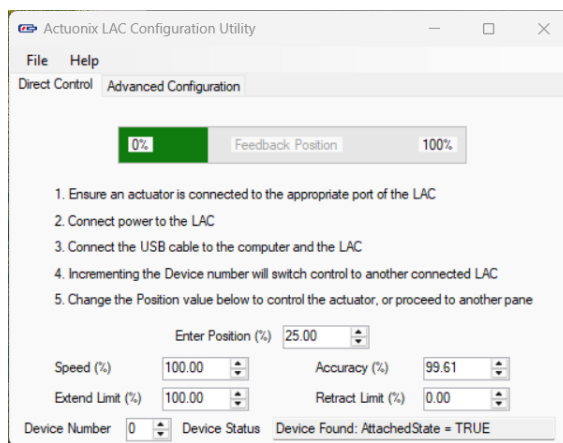 Actuonix LAC Configuration Utility
File Help
Direct Control Advanced Configuration
0% Feedback Position 100%
1. Ensure an actuator is connected to the appropriate port of the LAC
2. Connect power to the LAC
3. Connect the USB cable to the computer and the LAC
4. Incrementing the Device number will switch control to another connected LAC
5. Change the Position value below to control the actuator, or proceed to another pane
Enter Position (%) 25.00
Speed (%) 100.00 Accuracy (%) 99.61
Extend Limit (%) 100.00 Retract Limit (%) 0.00
Device Number 0 Device Status Device Found: AttachedState = TRUE